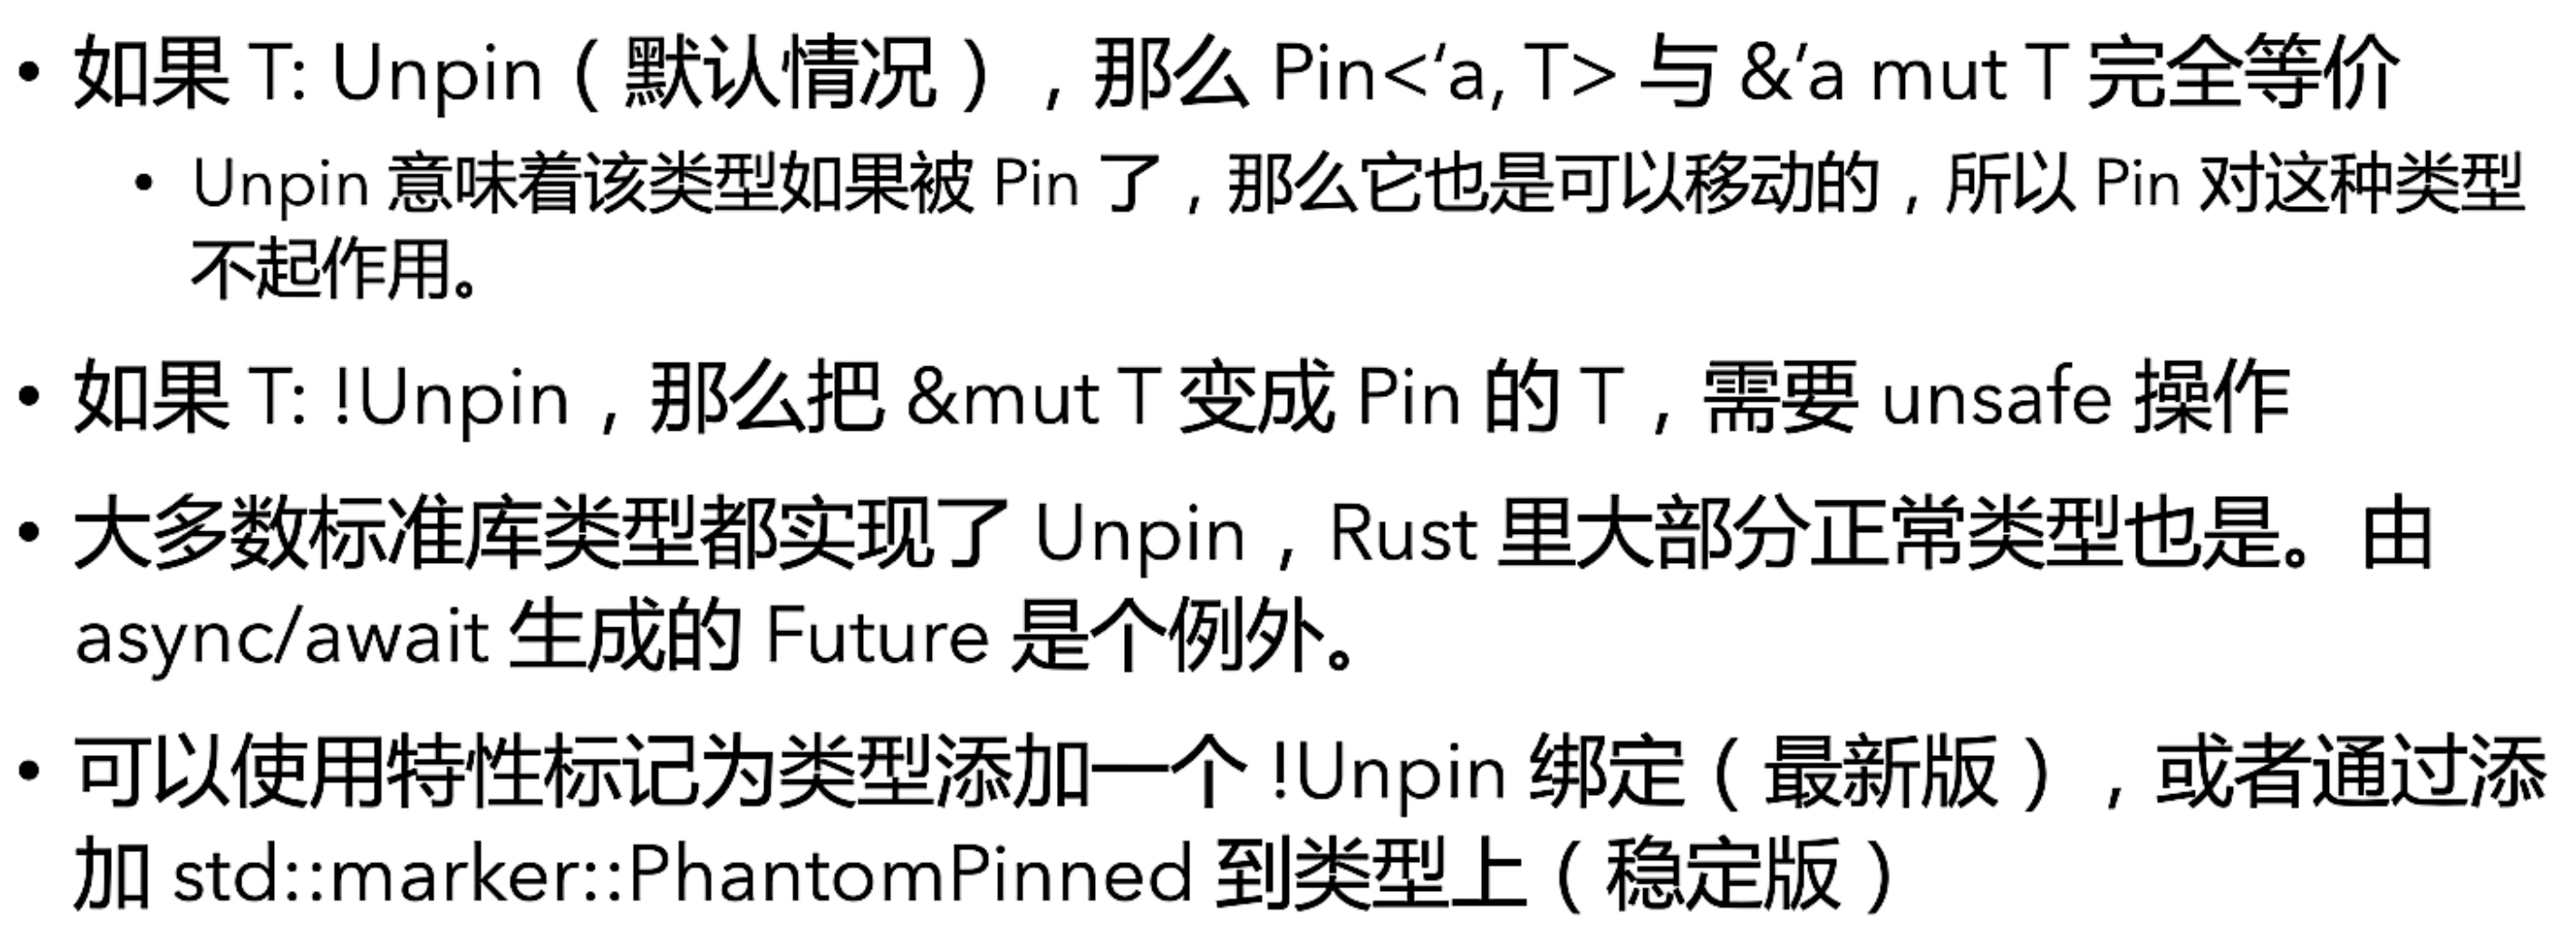 • 如果 T: Unpin（默认情况），那么 Pin<‘a, T> 与 &’a mut T 完全等价
• Unpin 意味着该类型如果被 Pin 了，那么它也是可以移动的，所以 Pin 对这种类型
不起作用。
• 如果 T: !Unpin，那么把 &mut T 变成 Pin 的 T，需要 unsafe 操作
• 大多数标准库类型都实现了 Unpin，Rust 里大部分正常类型也是。由
async/await 生成的 Future 是个例外。
• 可以使用特性标记为类型添加一个 !Unpin 绑定（最新版），或者通过添
加 std::marker::PhantomPinned 到类型上（稳定版）